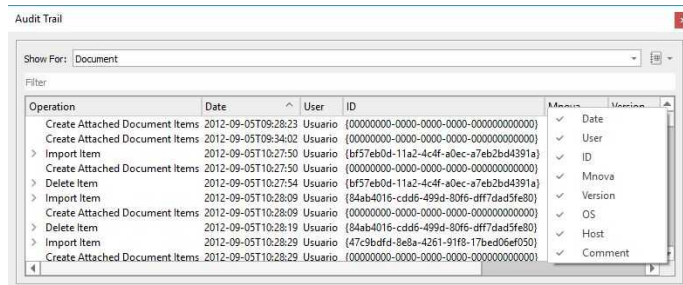 Audit Trail
Show For: Document
Filter
Operation Date User ID Mnova Version
Create Attached Document Items 2012-09-05T09:28:23 Usuario {00000000-0000-0000-0000-000000000000}
Create Attached Document Items 2012-09-05T09:34:02 Usuario {00000000-0000-0000-0000-000000000000}
Import Item 2012-09-05T10:27:50 Usuario {bf57eb0d-11a2-4c4f-a0ec-a7eb2bd4391a}
Create Attached Document Items 2012-09-05T10:27:50 Usuario {00000000-0000-0000-0000-000000000000}
Delete Item 2012-09-05T10:27:54 Usuario {bf57eb0d-11a2-4c4f-a0ec-a7eb2bd4391a}
Import Item 2012-09-05T10:28:09 Usuario {84ab4016-cdd6-499d-80f6-dff7dad5fe80}
Create Attached Document Items 2012-09-05T10:28:09 Usuario {00000000-0000-0000-0000-000000000000}
Delete Item 2012-09-05T10:28:19 Usuario {84ab4016-cdd6-499d-80f6-dff7dad5fe80}
Import Item 2012-09-05T10:28:29 Usuario {47c9bdfd-8e8a-4261-91f8-17bed06ef050}
Create Attached Document Items 2012-09-05T10:28:29 Usuario {00000000-0000-0000-0000-000000000000}
Date
User
ID
Mnova
Version
OS
Host
Comment